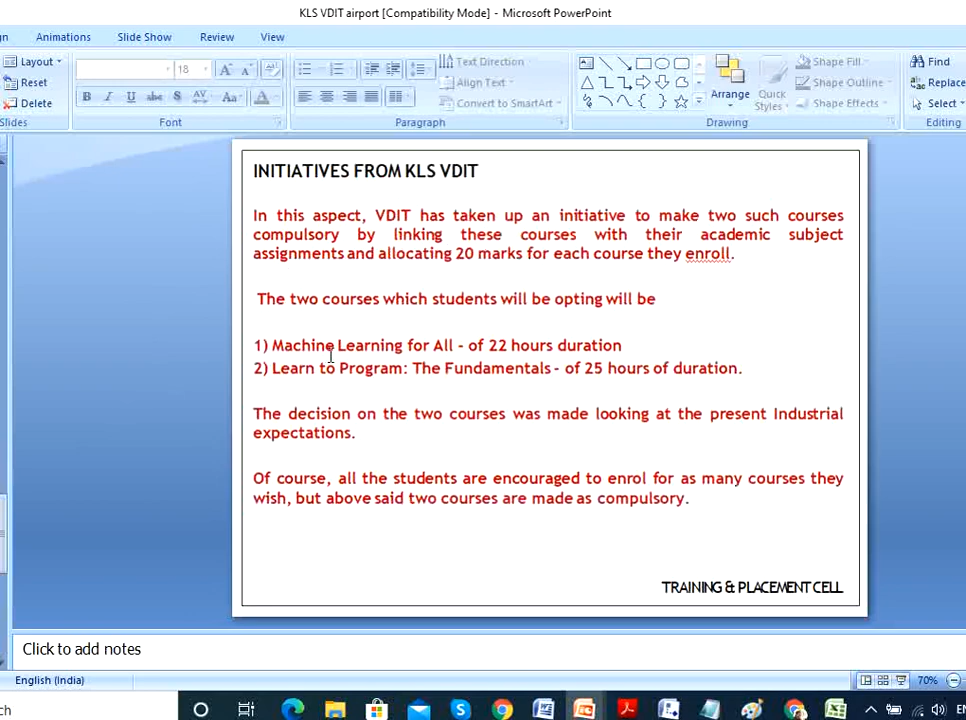 KLS VDIT airport [Compatibility Mode] - Microsoft PowerPoint
gn Animations Slide Show Review View
Layout 18 Text Direction Shape Fill Find
Reset Align Text Shape Outline Replace
Delete B I U abc S AV Aa A Convert to SmartArt Arrange Quick Styles Shape Effects Select
Slides Font Paragraph Drawing Editing
INITIATIVES FROM KLS VDIT
In this aspect, VDIT has taken up an initiative to make two such courses
compulsory by linking these courses with their academic subject
assignments and allocating 20 marks for each course they enroll.
The two courses which students will be opting will be
1) Machine Learning for All - of 22 hours duration
2) Learn to Program: The Fundamentals - of 25 hours of duration.
The decision on the two courses was made looking at the present Industrial
expectations.
Of course, all the students are encouraged to enrol for as many courses they
wish, but above said two courses are made as compulsory.
TRAINING & PLACEMENT CELL
Click to add notes
English (India) 70%
ch EN